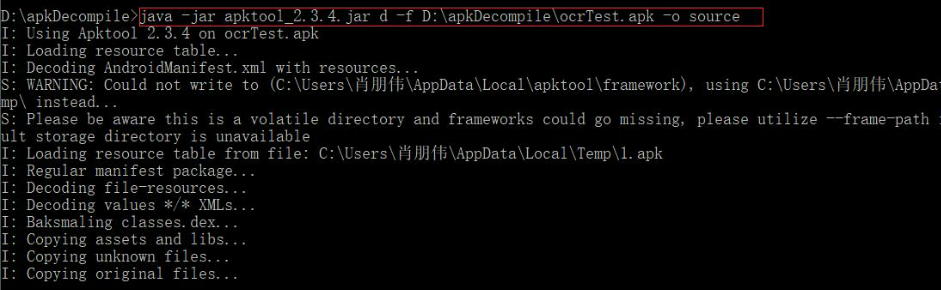 D:\apkDecompile>java -jar apktool_2.3.4.jar d -f D:\apkDecompile\ocrTest.apk -o source
I: Using Apktool 2.3.4 on ocrTest.apk
I: Loading resource table...
I: Decoding AndroidManifest.xml with resources...
S: WARNING: Could not write to (C:\Users\肖朋伟\AppData\Local\apktool\framework), using C:\Users\肖朋伟\AppDa
mp\ instead...
S: Please be aware this is a volatile directory and frameworks could go missing, please utilize --frame-path
ult storage directory is unavailable
I: Loading resource table from file: C:\Users\肖朋伟\AppData\Local\Temp\1.apk
I: Regular manifest package...
I: Decoding file-resources...
I: Decoding values */* XMLs...
I: Baksmaling classes.dex...
I: Copying assets and libs...
I: Copying unknown files...
I: Copying original files...